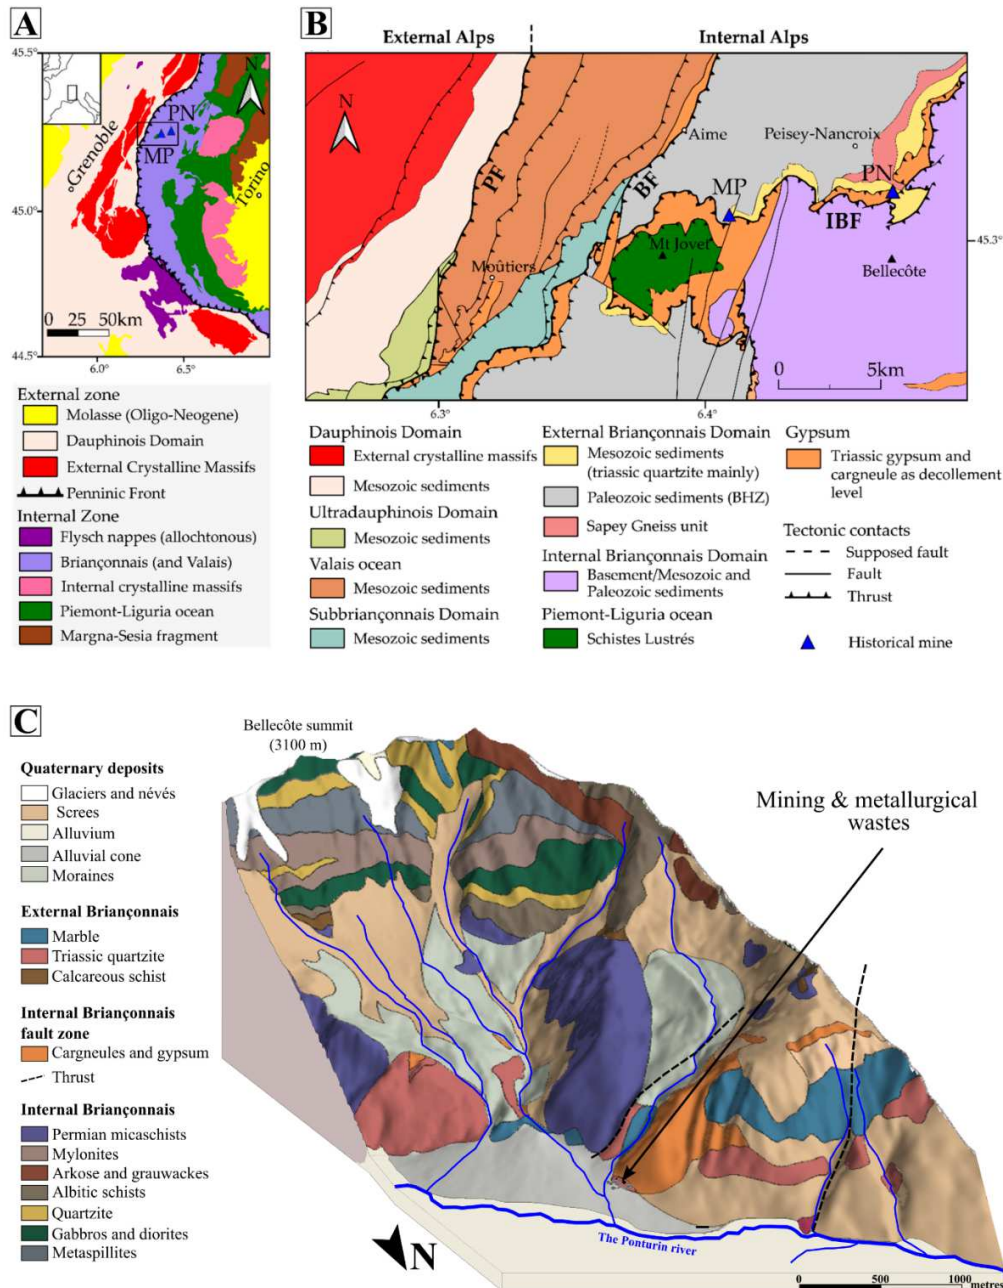 A
45.5°
N
PN
MP
Grenoble
Torino
45.0°
0 25 50km
44.5°
6.0° 6.5°
External zone
Molasse (Oligo-Neogene)
Dauphinois Domain
External Crystalline Massifs
Penninic Front
Internal Zone
Flysch nappes (allochtonous)
Briançonnais (and Valais)
Internal crystalline massifs
Piemont-Liguria ocean
Margna-Sesia fragment
B
External Alps Internal Alps
N
PF
BF
Aime
Peisey-Nancroix
PN
MP
IBF
Mt Jovet
45.3°
Moûtiers
Bellecôte
0 5km
6.3° 6.4°
Dauphinois Domain
External crystalline massifs
Mesozoic sediments
Ultradauphinois Domain
Mesozoic sediments
Valais ocean
Mesozoic sediments
Subbriançonnais Domain
Mesozoic sediments
External Briançonnais Domain
Mesozoic sediments
(triassic quartzite mainly)
Paleozoic sediments (BHZ)
Sapey Gneiss unit
Internal Briançonnais Domain
Basement/Mesozoic and
Paleozoic sediments
Piemont-Liguria ocean
Schistes Lustrés
Gypsum
Triassic gypsum and
cargneule as decollement
level
Tectonic contacts
Supposed fault
Fault
Thrust
Historical mine
C
Bellecôte summit
(3100 m)
Mining & metallurgical
wastes
Quaternary deposits
Glaciers and névés
Screes
Alluvium
Alluvial cone
Moraines
External Briançonnais
Marble
Triassic quartzite
Calcareous schist
Internal Briançonnais
fault zone
Cargneules and gypsum
Thrust
Internal Briançonnais
Permian micaschists
Mylonites
Arkose and grauwackes
Albitic schists
Quartzite
Gabbros and diorites
Metaspillites
N
The Ponturin river
0 500 1000
metres